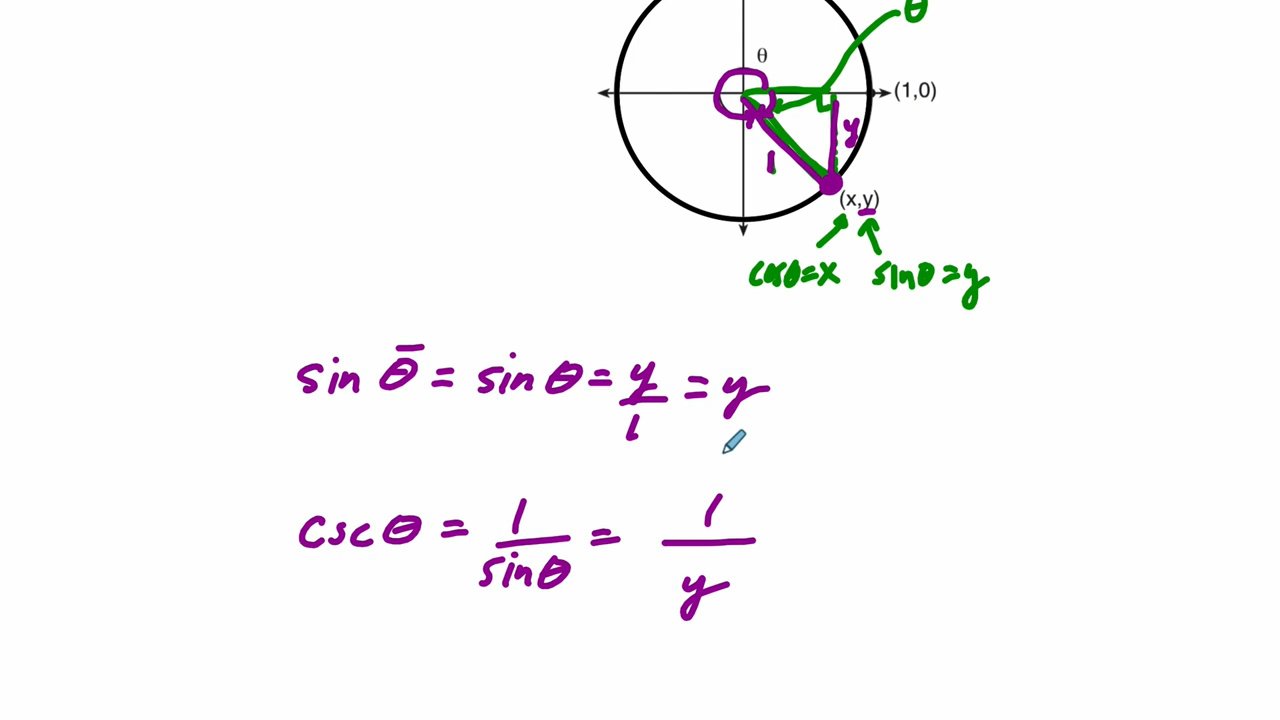 θ
θ
(1,0)
y
1
(x,y)
cosθ=x sinθ=y
sin θ̅ = sin θ = y/1 = y
csc θ = 1/sinθ = 1/y